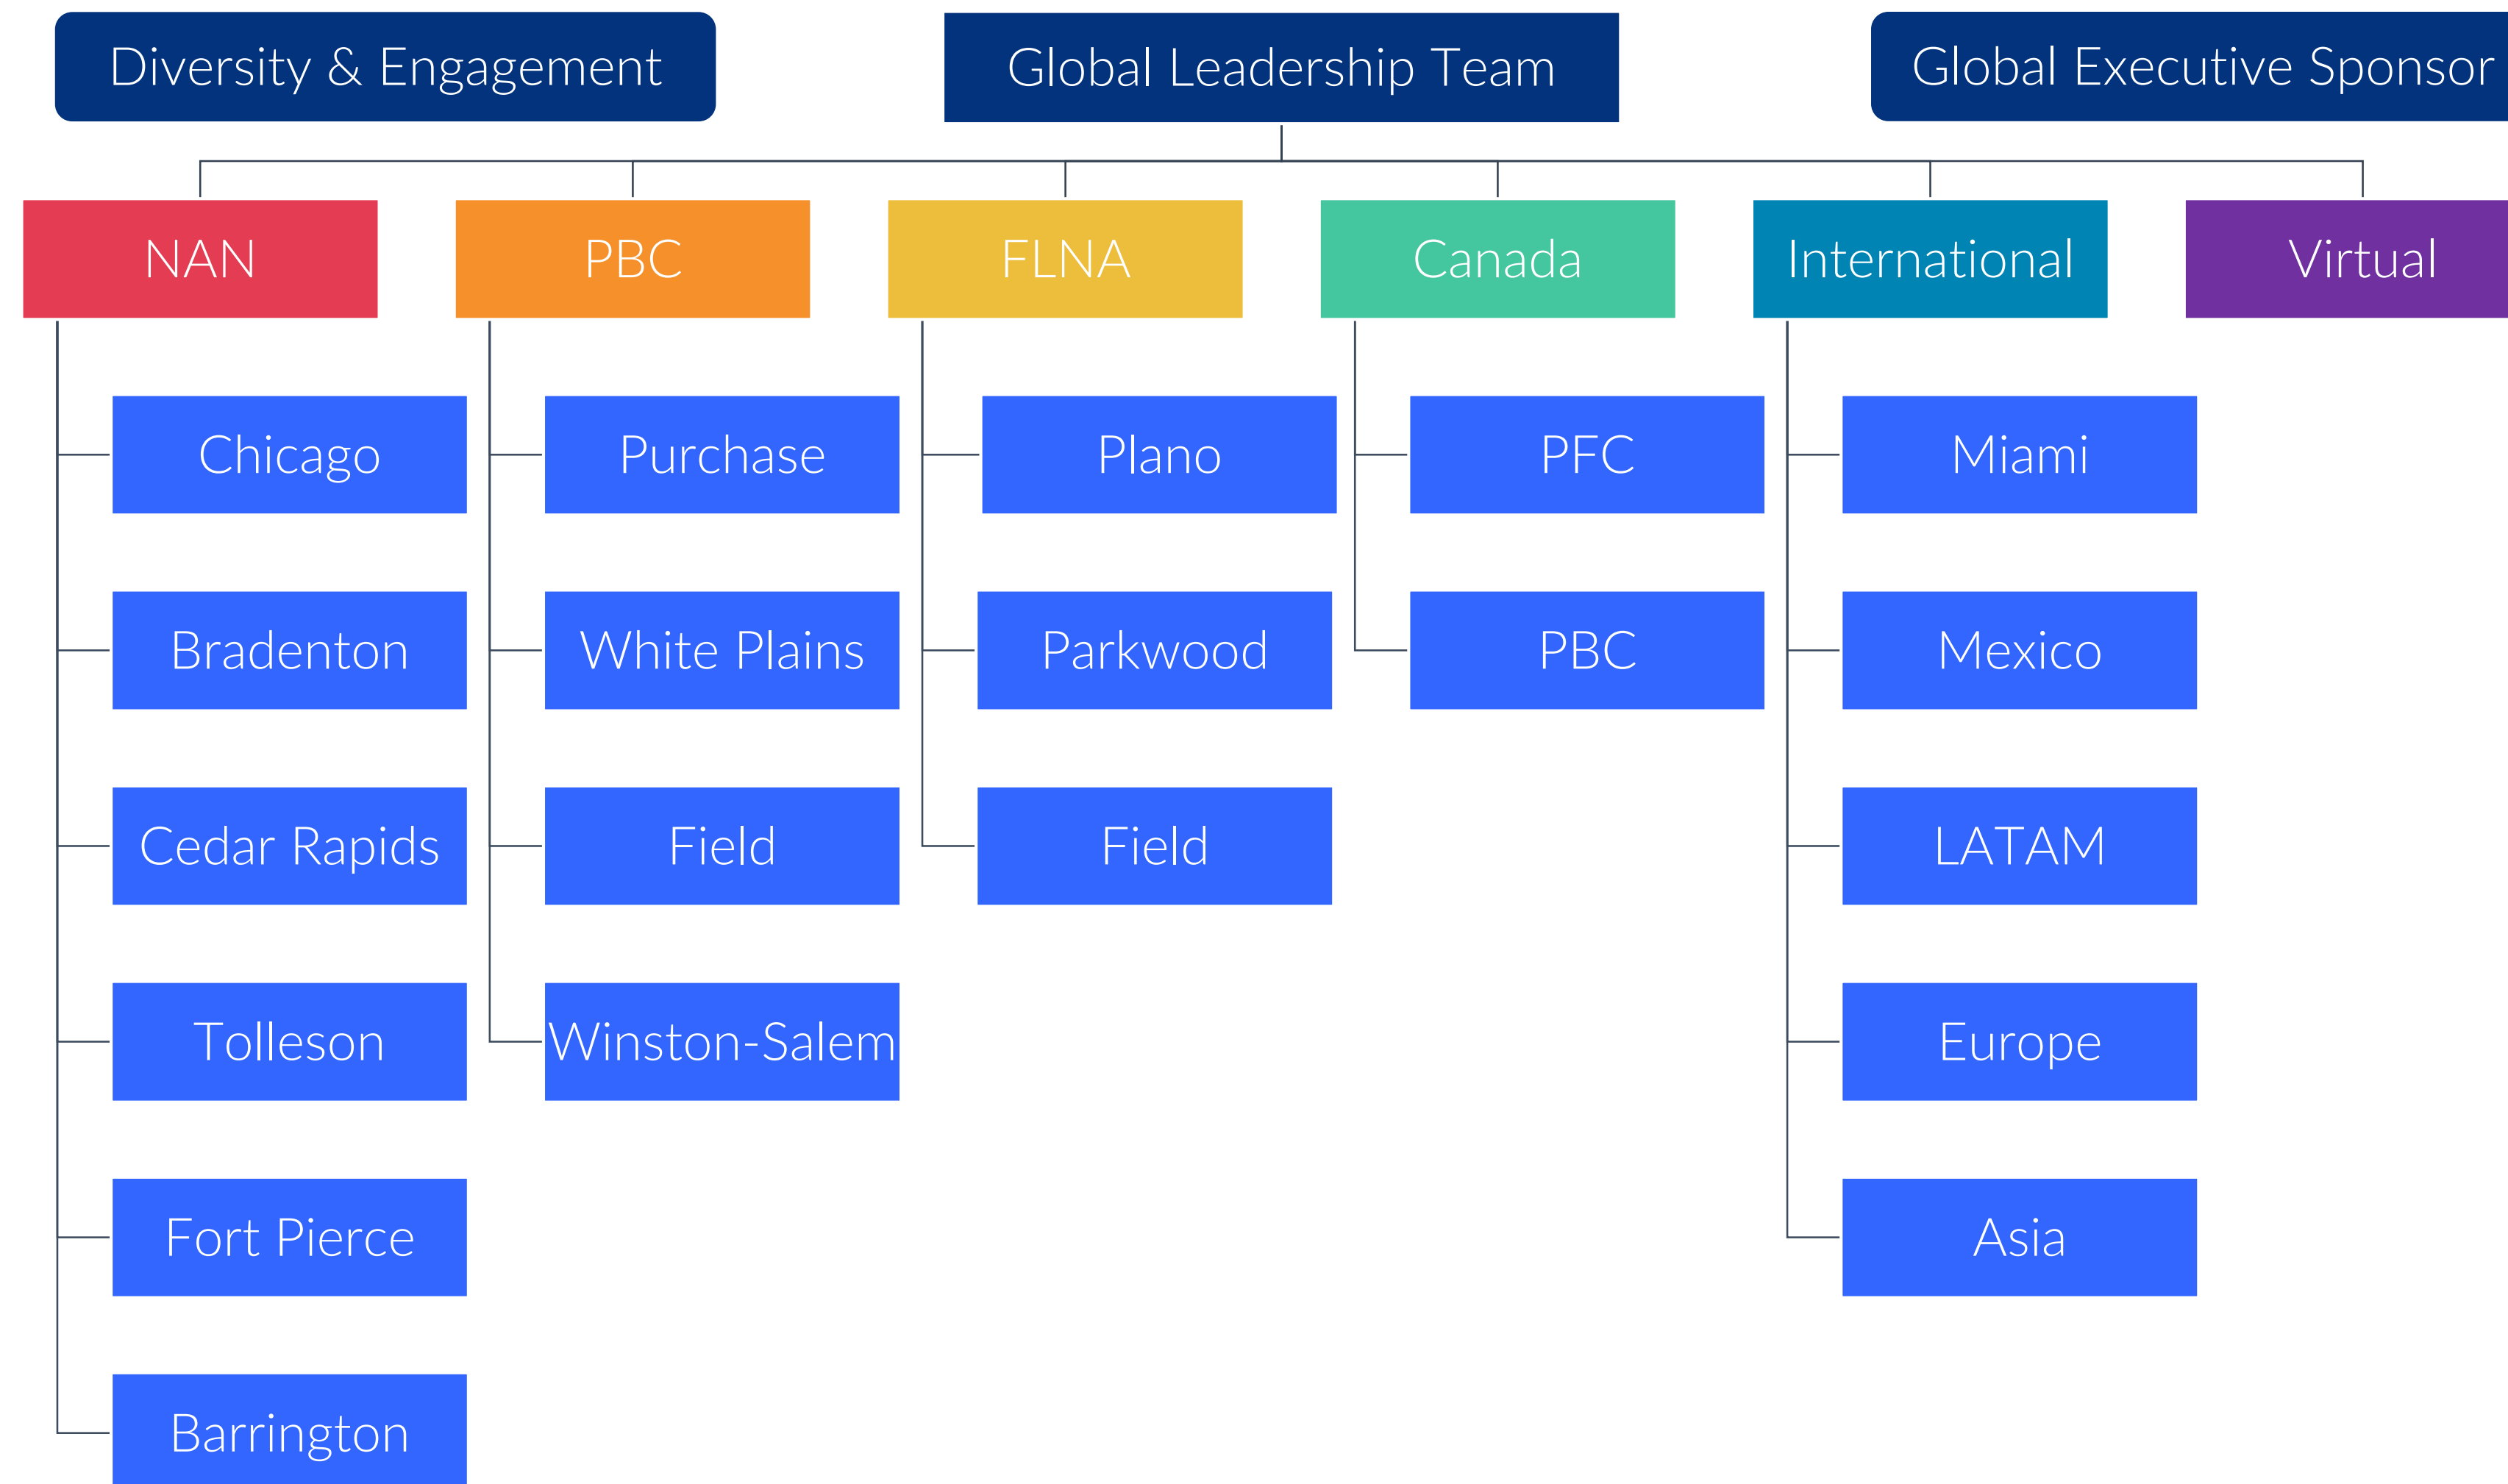 Diversity & Engagement
Global Leadership Team
Global Executive Sponsor
NAN
PBC
FLNA
Canada
International
Virtual
Chicago
Purchase
Plano
PFC
Miami
Bradenton
White Plains
Parkwood
PBC
Mexico
Cedar Rapids
Field
Field
LATAM
Tolleson
Winston-Salem
Europe
Fort Pierce
Asia
Barrington